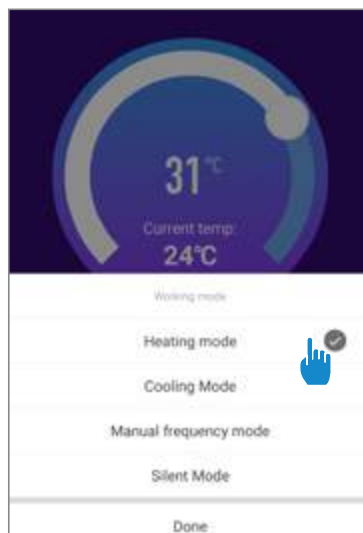 31℃
Current temp:
24℃
Working mode
Heating mode
Cooling Mode
Manual frequency mode
Silent Mode
Done